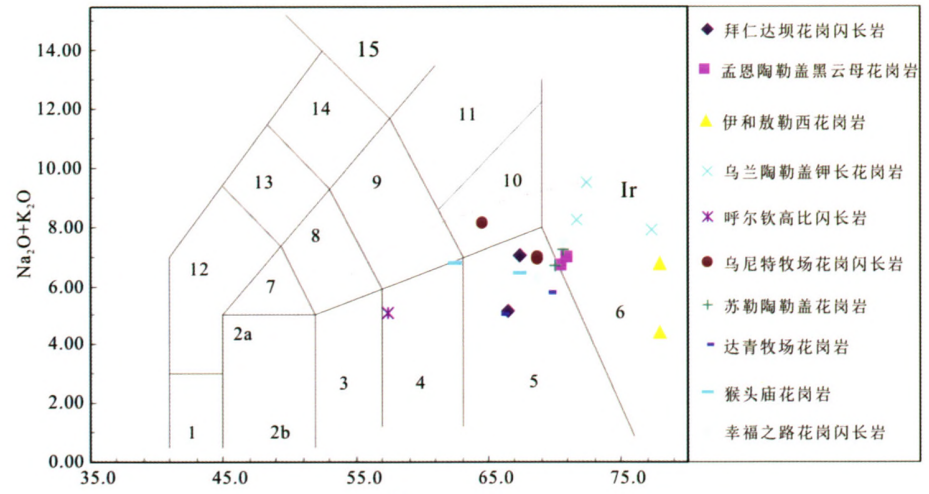 15
14.00
14
12.00
11
10.00
13
9
10
Ir
8
8.00
12
7
6.00
6
2a
4.00
3
4
5
2.00
1
2b
0.00
35.0
45.0
55.0
65.0
75.0
Na₂O+K₂O
拜仁达坝花岗闪长岩
孟恩陶勒盖黑云母花岗岩
伊和敖勒西花岗岩
乌兰陶勒盖钾长花岗岩
呼尔钦高比闪长岩
乌尼特牧场花岗闪长岩
苏勒陶勒盖花岗岩
达青牧场花岗岩
猴头庙花岗岩
幸福之路花岗闪长岩